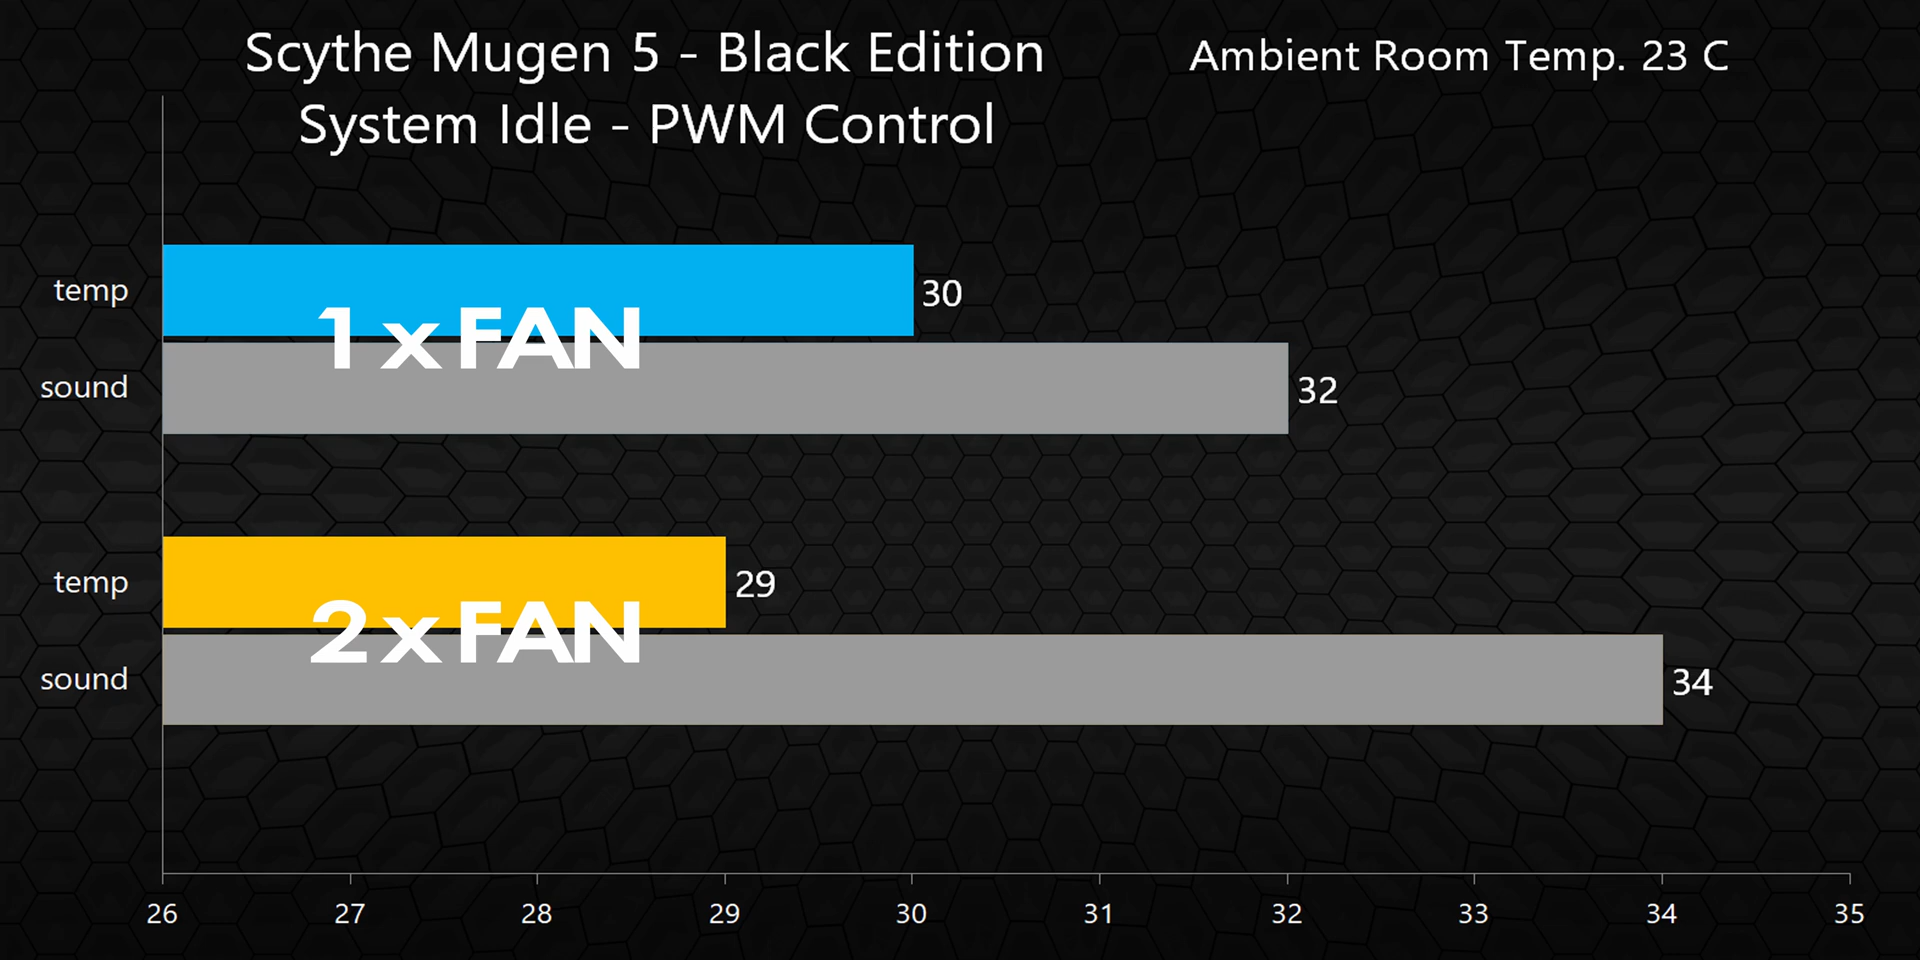 Scythe Mugen 5 - Black Edition
System Idle - PWM Control
Ambient Room Temp. 23 C
temp
30
1 x FAN
sound
32
temp
29
2 x FAN
sound
34
26 27 28 29 30 31 32 33 34 35